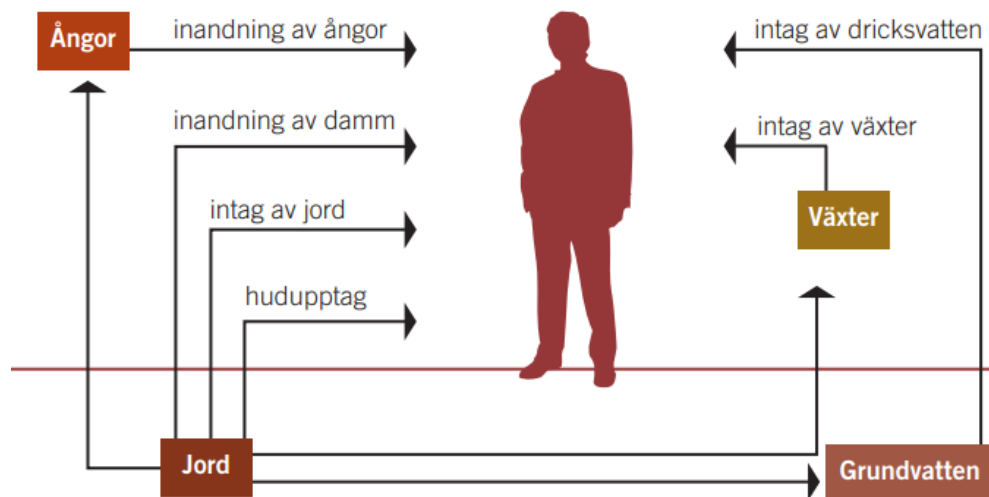 Ångor
inandning av ångor
intag av dricksvatten
inandning av damm
intag av växter
intag av jord
Växter
hudupptag
Jord
Grundvatten